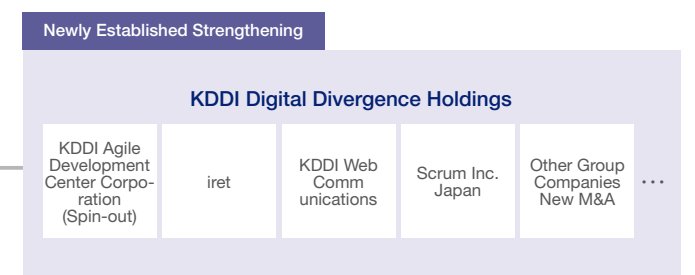 Newly Established Strengthening
KDDI Digital Divergence Holdings
KDDI Agile
Development
Center Corpo-
ration
(Spin-out)
iret
KDDI Web
Comm
unications
Scrum Inc.
Japan
Other Group
Companies
New M&A
...